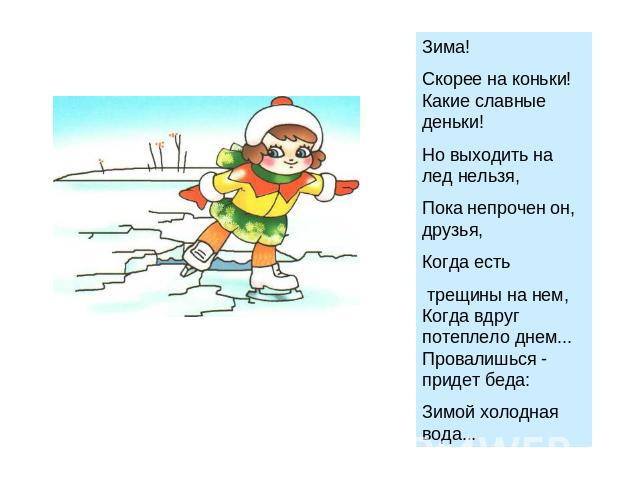 Зима!
Скорее на коньки!
Какие славные
деньки!
Но выходить на
лед нельзя,
Пока непрочен он,
друзья,
Когда есть
трещины на нем,
Когда вдруг
потеплело днем...
Провалишься -
придет беда:
Зимой холодная
вода...